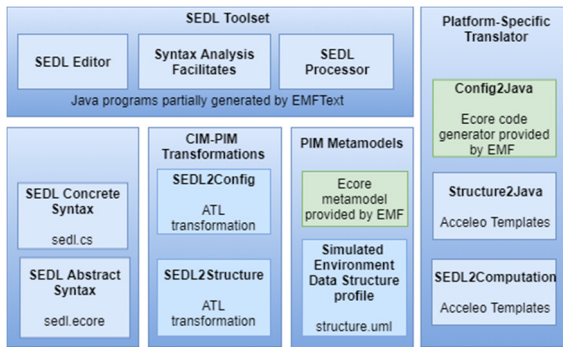 SEDL Toolset
SEDL Editor
Syntax Analysis
Facilitates
SEDL
Processor
Java programs partially generated by EMFText
SEDL Concrete
Syntax
sedl.cs
SEDL Abstract
Syntax
sedl.ecore
CIM-PIM
Transformations
SEDL2Config
ATL
transformation
SEDL2Structure
ATL
transformation
PIM Metamodels
Ecore
metamodel
provided by EMF
Simulated
Environment
Data Structure
profile
structure.uml
Platform-Specific
Translator
Config2Java
Ecore code
generator provided
by EMF
Structure2Java
Acceleo Templates
SEDL2Computation
Acceleo Templates